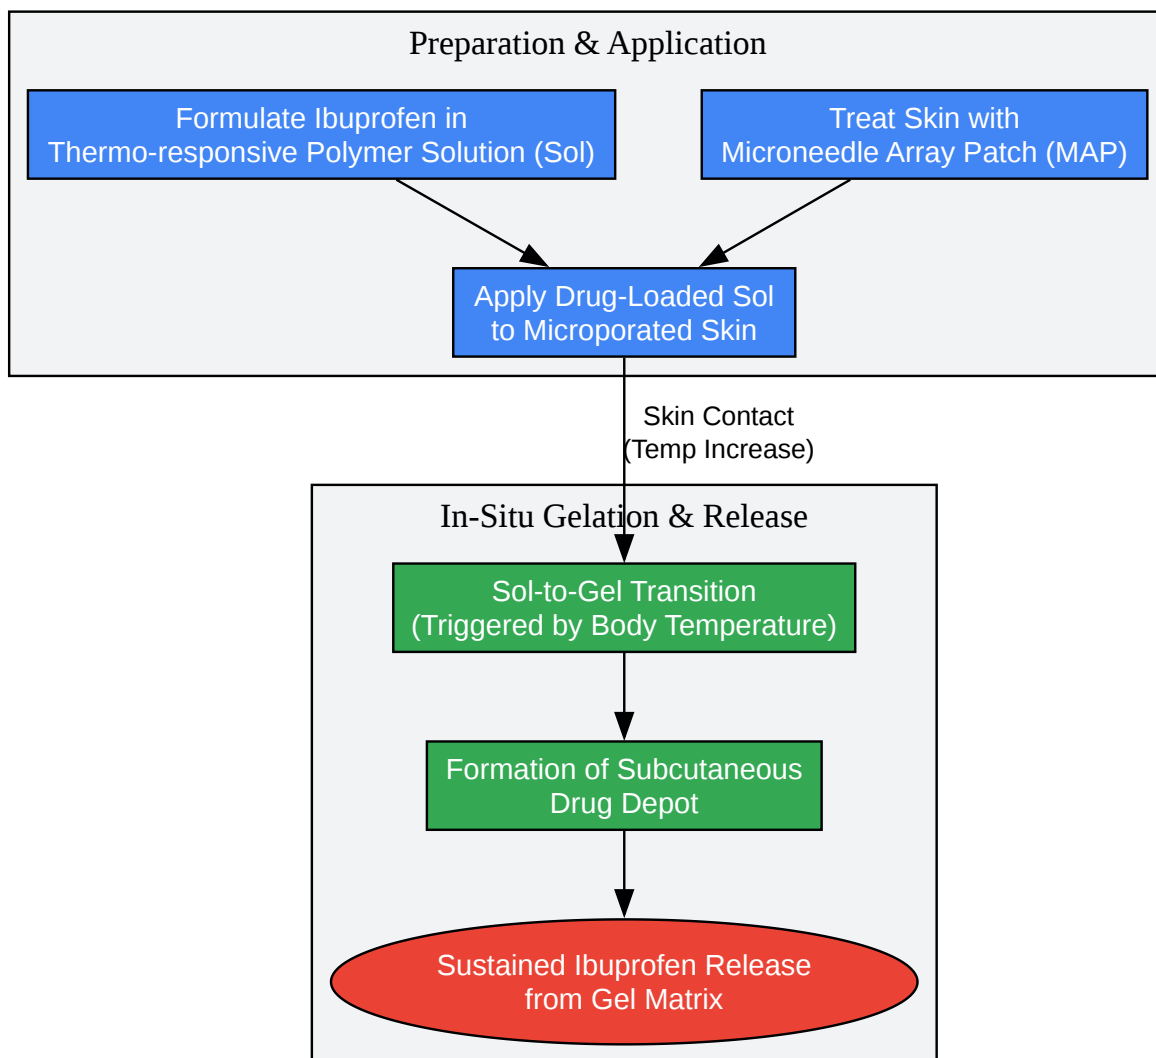 Preparation & Application
Formulate Ibuprofen in
Thermo-responsive Polymer Solution (Sol)
Treat Skin with
Microneedle Array Patch (MAP)
Apply Drug-Loaded Sol
to Microporated Skin
Skin Contact
(Temp Increase)
In-Situ Gelation & Release
Sol-to-Gel Transition
(Triggered by Body Temperature)
Formation of Subcutaneous
Drug Depot
Sustained Ibuprofen Release
from Gel Matrix